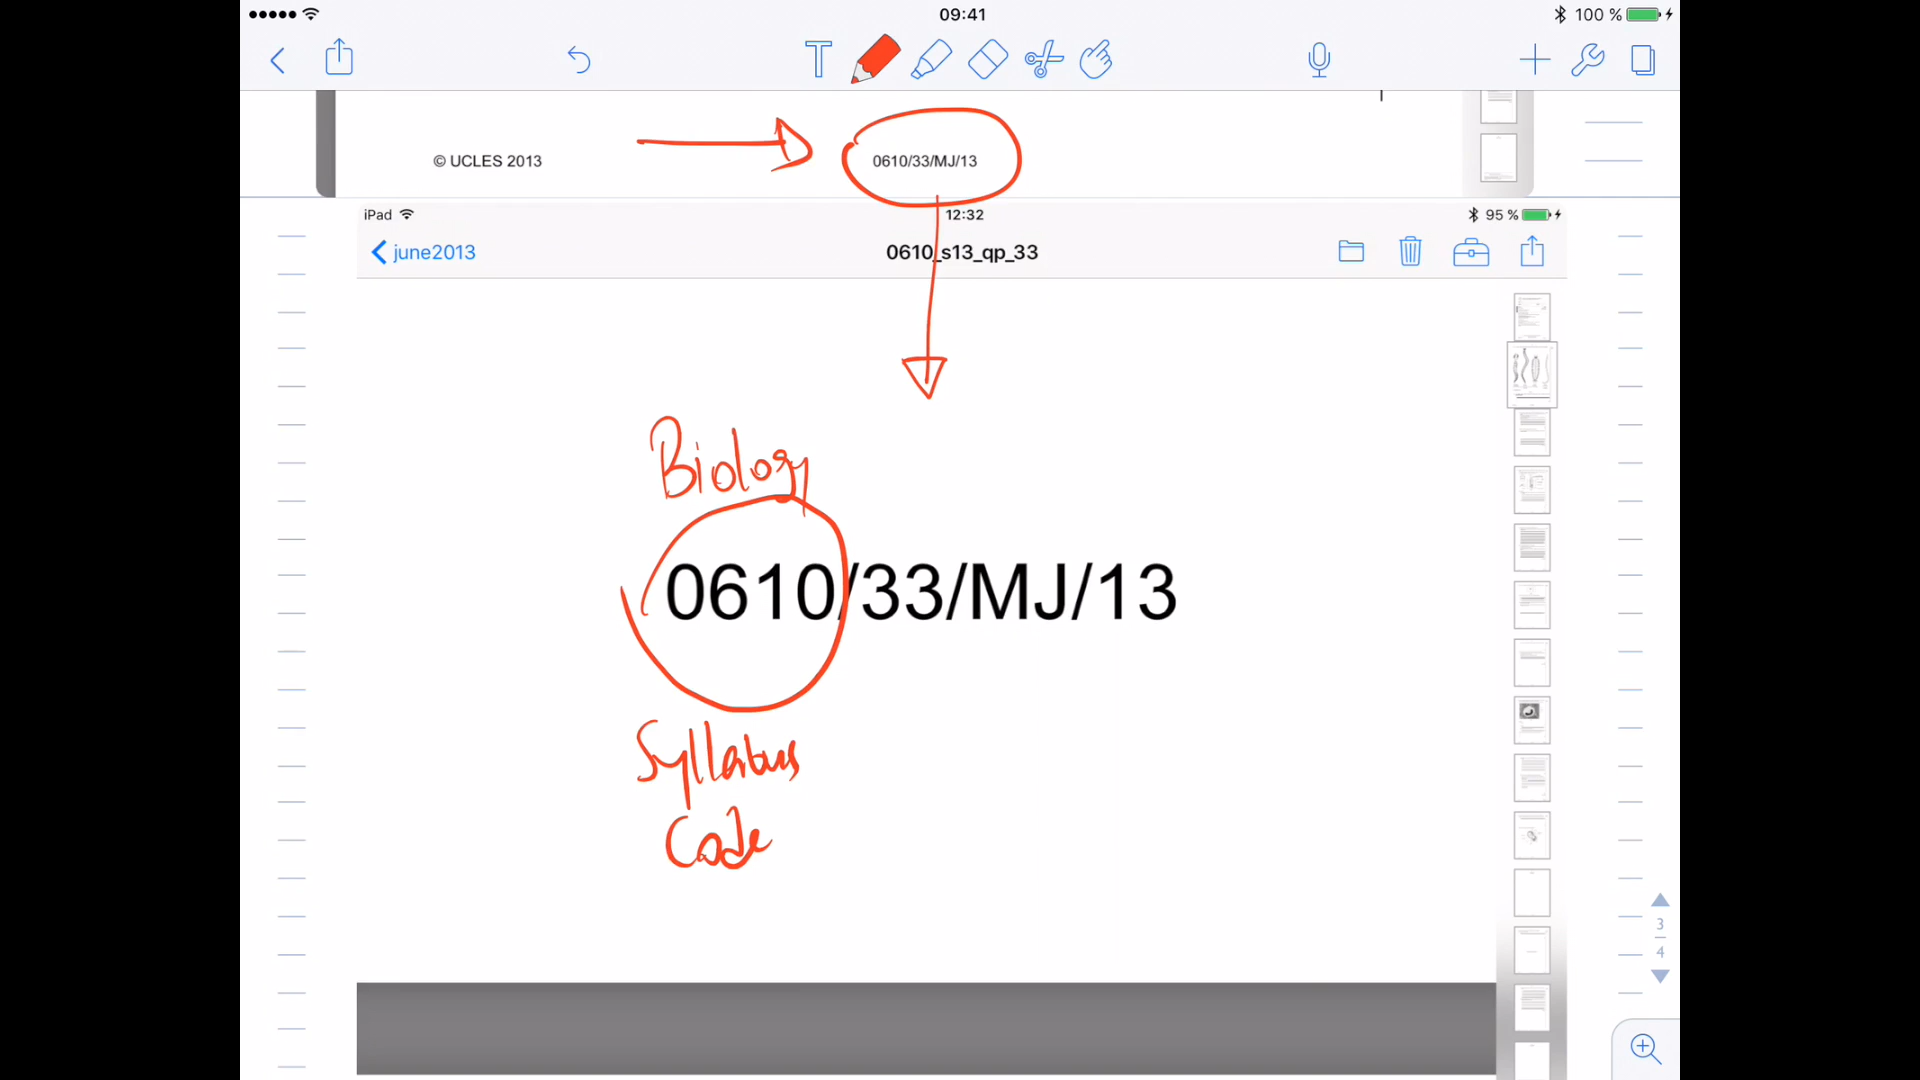 09:41
100 %
T
© UCLES 2013
0610/33/MJ/13
iPad
12:32
95 %
june2013
0610_s13_qp_33
Biology
0610/33/MJ/13
Syllabus
Code
3
4